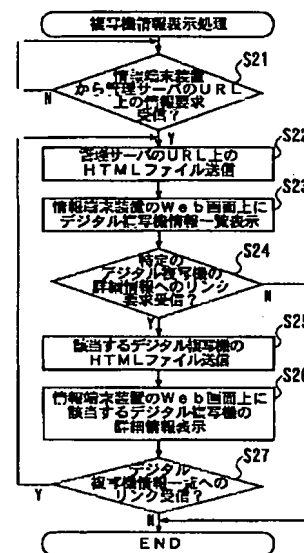 複写機情報表示処理
S21
情報端末装置
から管理サーバのURL
上の情報要求
受信?
N
Y
S22
管理サーバのURL上の
HTMLファイル送信
S23
情報端末装置のWeb画面上に
デジタル複写機情報一覧表示
S24
特定の
デジタル複写機の
詳細情報へのリンク
要求受信?
N
Y
S25
該当するデジタル複写機の
HTMLファイル送信
S26
情報端末装置のWeb画面上に
該当するデジタル複写機の
詳細情報表示
S27
デジタル
複写機情報一覧への
リンク受信?
Y
N
END